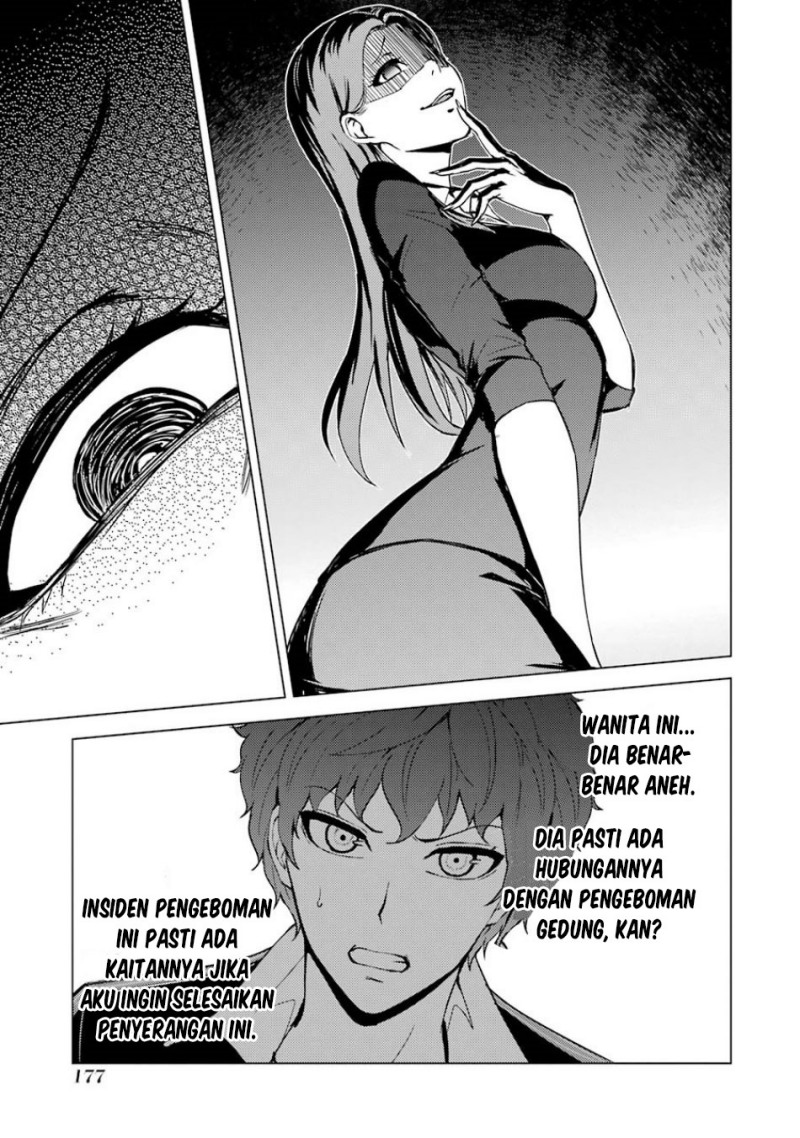 WANITA INI...
DIA BENAR-
BENAR ANEH.
DIA PASTI ADA
HUBUNGANNYA
DENGAN PENGEBOMAN
GEDUNG, KAN?
INSIDEN PENGEBOMAN
INI PASTI ADA
KAITANNYA JIKA
AKU INGIN SELESAIKAN
PENYERANGAN INI.
177